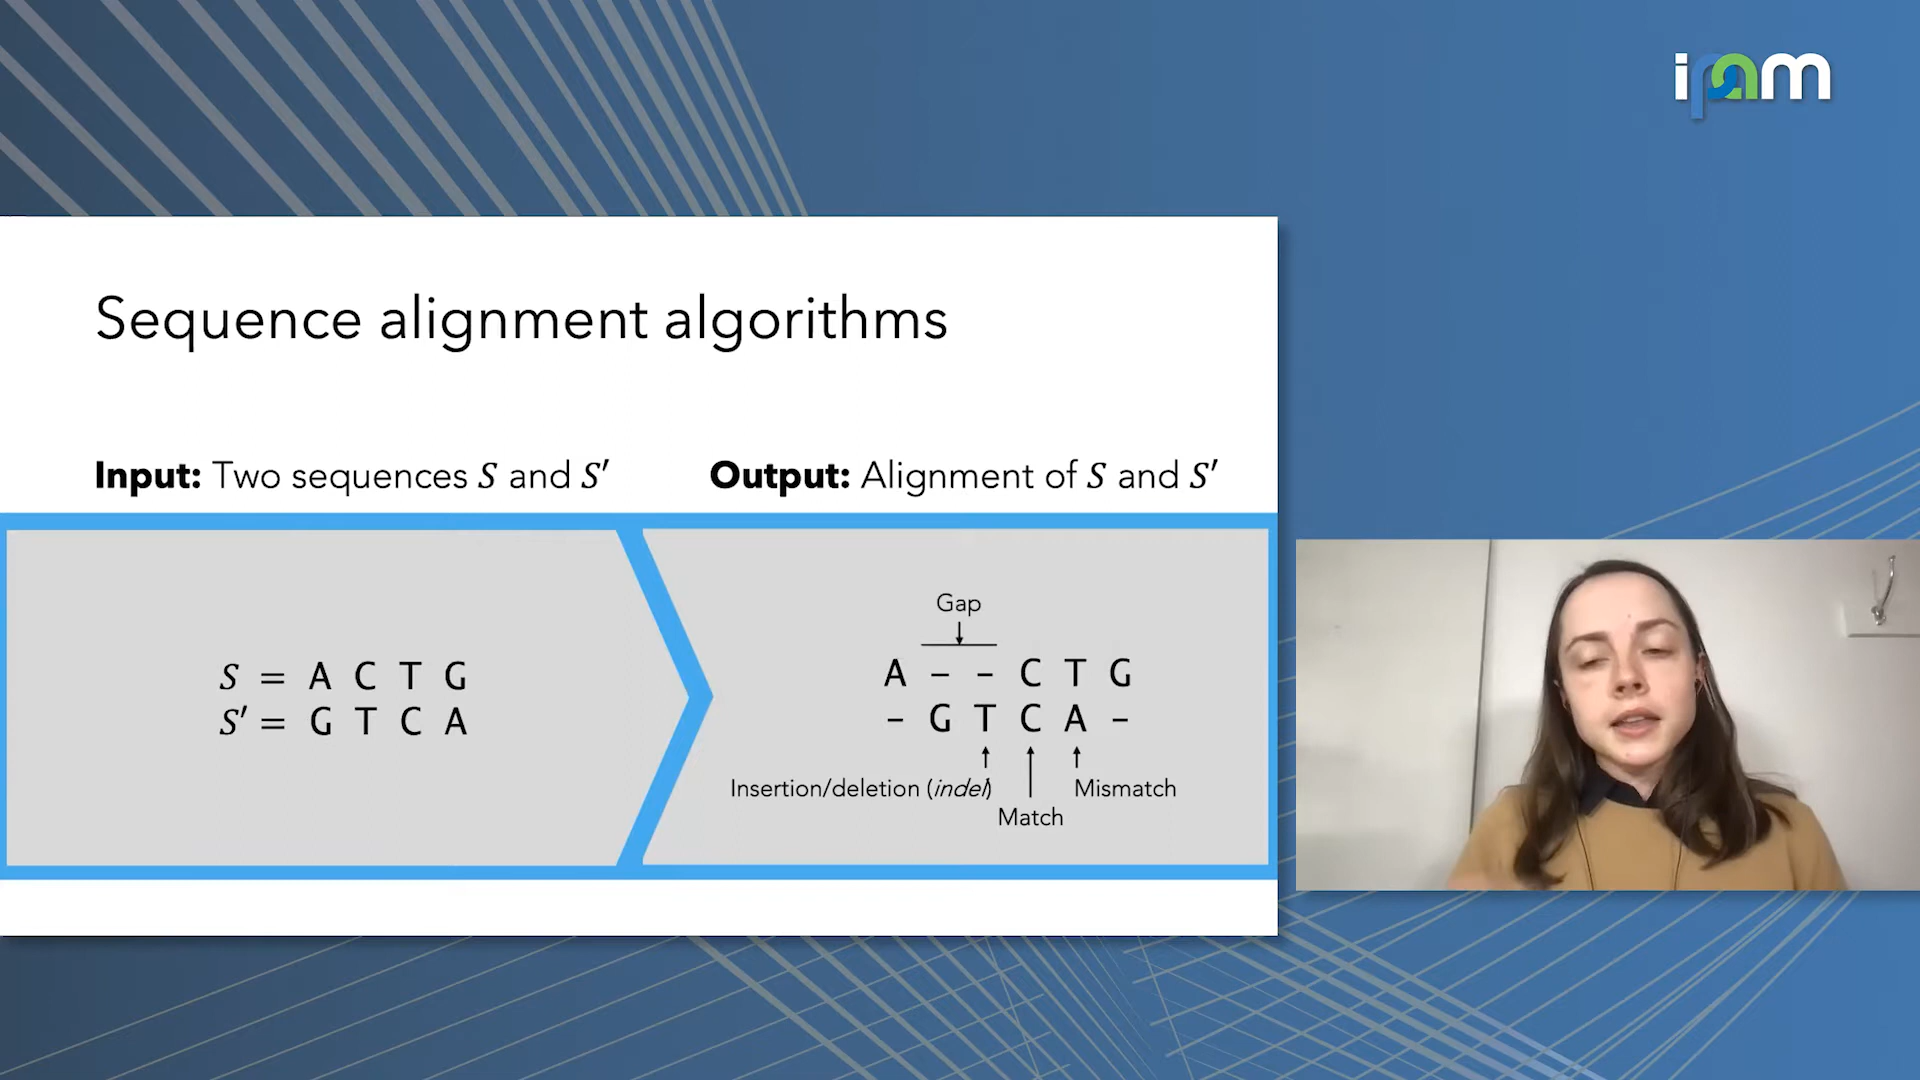 ipam
Sequence alignment algorithms
Input: Two sequences S and S′
Output: Alignment of S and S′
S = A C T G
S′ = G T C A
Gap
A – – C T G
– G T C A –
Insertion/deletion (indel)
Mismatch
Match